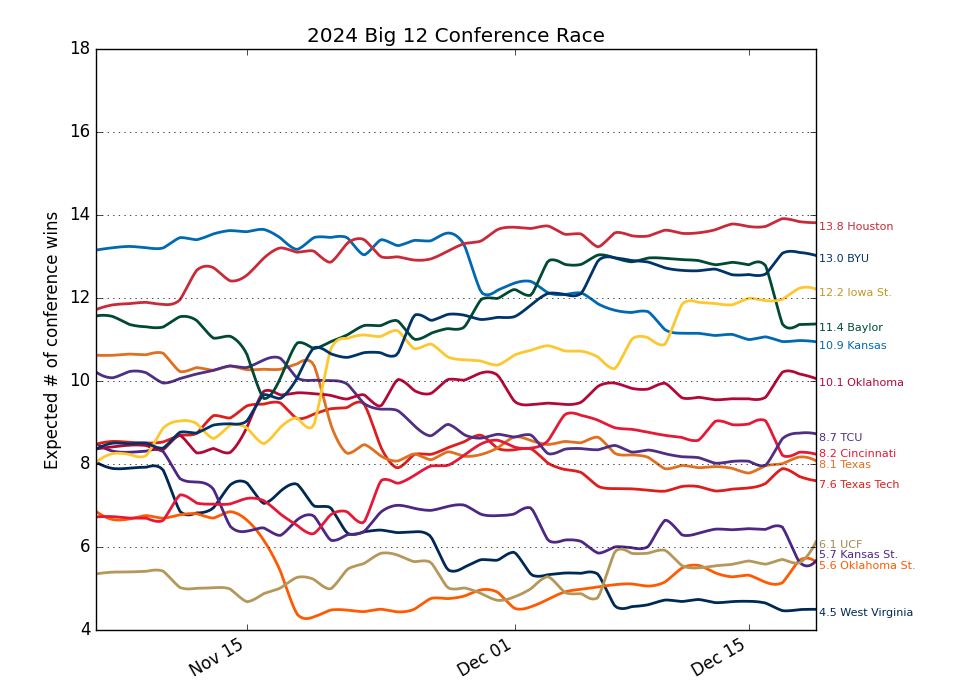 2024 Big 12 Conference Race
Expected # of conference wins
18
16
14
12
10
8
6
4
Nov 15
Dec 01
Dec 15
13.8 Houston
13.0 BYU
12.2 Iowa St.
11.4 Baylor
10.9 Kansas
10.1 Oklahoma
8.7 TCU
8.2 Cincinnati
8.1 Texas
7.6 Texas Tech
6.1 UCF
5.7 Kansas St.
5.6 Oklahoma St.
4.5 West Virginia